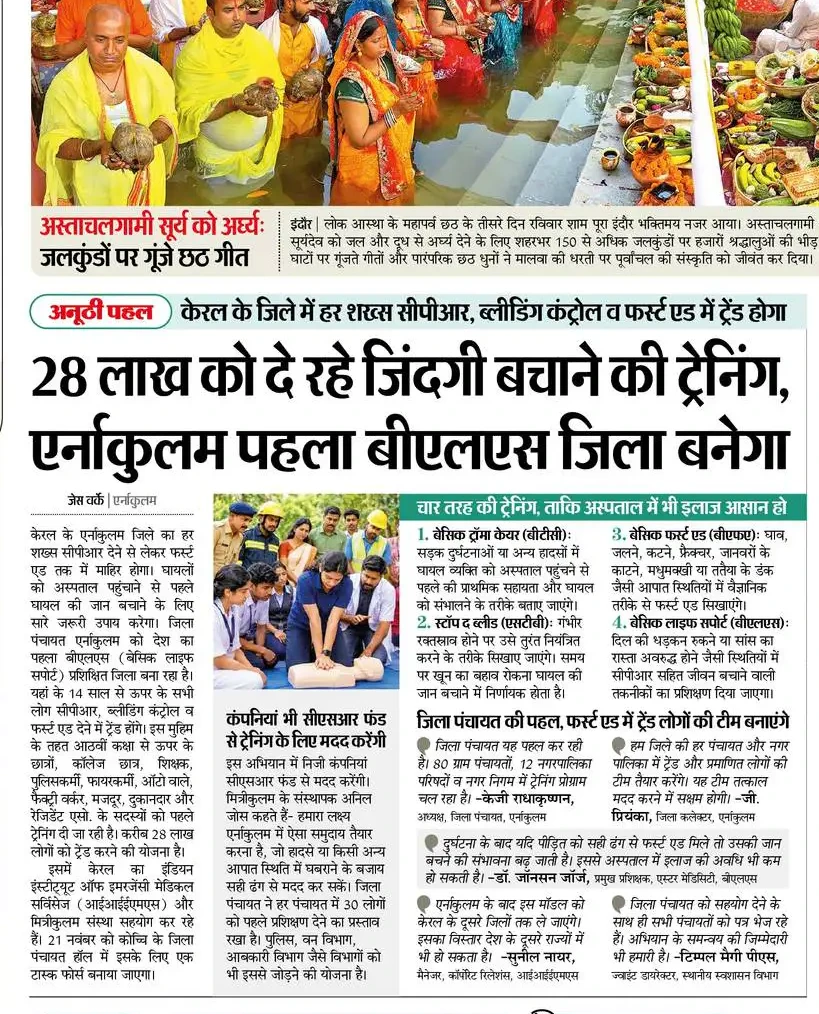 अस्ताचलगामी सूर्य को अर्घ्यः
जलकुंडों पर गूंजे छठ गीत
इंदौर | लोक आस्था के महापर्व छठ के तीसरे दिन रविवार शाम पूरा इंदौर भक्तिमय नजर आया। अस्ताचलगामी
सूर्यदेव को जल और दूध से अर्घ्य देने के लिए शहरभर 150 से अधिक जलकुंडों पर हजारों श्रद्धालुओं की भीड़
घाटों पर गूंजते गीतों और पारंपरिक छठ धुनों ने मालवा की धरती पर पूर्वांचल की संस्कृति को जीवंत कर दिया।
अनूठी पहल
केरल के जिले में हर शख्स सीपीआर, ब्लीडिंग कंट्रोल व फर्स्ट एड में ट्रेंड होगा
28 लाख को दे रहे जिंदगी बचाने की ट्रेनिंग,
एर्नाकुलम पहला बीएलएस जिला बनेगा
जेस वर्के | एर्नाकुलम
केरल के एर्नाकुलम जिले का हर
शख्स सीपीआर देने से लेकर फर्स्ट
एड तक में माहिर होगा। घायलों
को अस्पताल पहुंचाने से पहले
घायल की जान बचाने के लिए
सारे जरूरी उपाय करेगा। जिला
पंचायत एर्नाकुलम को देश का
पहला बीएलएस (बेसिक लाइफ
सपोर्ट) प्रशिक्षित जिला बना रहा है।
यहां के 14 साल से ऊपर के सभी
लोग सीपीआर, ब्लीडिंग कंट्रोल व
फर्स्ट एड देने में ट्रेंड होंगे। इस मुहिम
के तहत आठवीं कक्षा से ऊपर के
छात्रों, कॉलेज छात्र, शिक्षक,
पुलिसकर्मी, फायरकर्मी, ऑटो वाले,
फैक्ट्री वर्कर, मजदूर, दुकानदार और
रेजिडेंट एसो. के सदस्यों को पहले
ट्रेनिंग दी जा रही है। करीब 28 लाख
लोगों को ट्रेंड करने की योजना है।
इसमें केरल का इंडियन
इंस्टीट्यूट ऑफ इमरजेंसी मेडिकल
सर्विसेज (आईआईईएमएस) और
मित्रीकुलम संस्था सहयोग कर रहे
हैं। 21 नवंबर को कोच्चि के जिला
पंचायत हॉल में इसके लिए एक
टास्क फोर्स बनाया जाएगा।
कंपनियां भी सीएसआर फंड
से ट्रेनिंग के लिए मदद करेंगी
इस अभियान में निजी कंपनियां
सीएसआर फंड से मदद करेंगी।
मित्रीकुलम के संस्थापक अनिल
जोस कहते हैं- हमारा लक्ष्य
एर्नाकुलम में ऐसा समुदाय तैयार
करना है, जो हादसे या किसी अन्य
आपात स्थिति में घबराने के बजाय
सही ढंग से मदद कर सकें। जिला
पंचायत ने हर पंचायत में 30 लोगों
को पहले प्रशिक्षण देने का प्रस्ताव
रखा है। पुलिस, वन विभाग,
आबकारी विभाग जैसे विभागों को
भी इससे जोड़ने की योजना है।
चार तरह की ट्रेनिंग, ताकि अस्पताल में भी इलाज आसान हो
1. बेसिक ट्रॉमा केयर (बीटीसी):
सड़क दुर्घटनाओं या अन्य हादसों में
घायल व्यक्ति को अस्पताल पहुंचने से
पहले की प्राथमिक सहायता और घायल
को संभालने के तरीके बताए जाएंगे।
2. स्टॉप द ब्लीड (एसटीबी): गंभीर
रक्तस्राव होने पर उसे तुरंत नियंत्रित
करने के तरीके सिखाए जाएंगे। समय
पर खून का बहाव रोकना घायल की
जान बचाने में निर्णायक होता है।
3. बेसिक फर्स्ट एड (बीएफए): घाव,
जलने, कटने, फ्रैक्चर, जानवरों के
काटने, मधुमक्खी या ततैया के डंक
जैसी आपात स्थितियों में वैज्ञानिक
तरीके से फर्स्ट एड सिखाएंगे।
4. बेसिक लाइफ सपोर्ट (बीएलएस):
दिल की धड़कन रुकने या सांस का
रास्ता अवरुद्ध होने जैसी स्थितियों में
सीपीआर सहित जीवन बचाने वाली
तकनीकों का प्रशिक्षण दिया जाएगा।
जिला पंचायत की पहल, फर्स्ट एड में ट्रेंड लोगों की टीम बनाएंगे
जिला पंचायत यह पहल कर रही
है। 80 ग्राम पंचायतों, 12 नगरपालिका
परिषदों व नगर निगम में ट्रेनिंग प्रोग्राम
चल रहा है। -केजी राधाकृष्णन,
अध्यक्ष, जिला पंचायत, एर्नाकुलम
हम जिले की हर पंचायत और नगर
पालिका में ट्रेंड और प्रमाणित लोगों की
टीम तैयार करेंगे। यह टीम तत्काल
मदद करने में सक्षम होगी। -जी.
प्रियंका, जिला कलेक्टर, एर्नाकुलम
दुर्घटना के बाद यदि पीड़ित को सही ढंग से फर्स्ट एड मिले तो उसकी जान
बचने की संभावना बढ़ जाती है। इससे अस्पताल में इलाज की अवधि भी कम
हो सकती है। -डॉ. जॉनसन जॉर्ज, प्रमुख प्रशिक्षक, एस्टर मेडिसिटी, बीएलएस
एर्नाकुलम के बाद इस मॉडल को
केरल के दूसरे जिलों तक ले जाएंगे।
इसका विस्तार देश के दूसरे राज्यों में
भी हो सकता है। -सुनील नायर,
मैनेजर, कॉर्पोरेट रिलेशंस, आईआईईएमएस
जिला पंचायत को सहयोग देने के
साथ ही सभी पंचायतों को पत्र भेज रहे
हैं। अभियान के समन्वय की जिम्मेदारी
भी हमारी है। -टिम्पल मैगी पीएस,
ज्वाइंट डायरेक्टर, स्थानीय स्वशासन विभाग